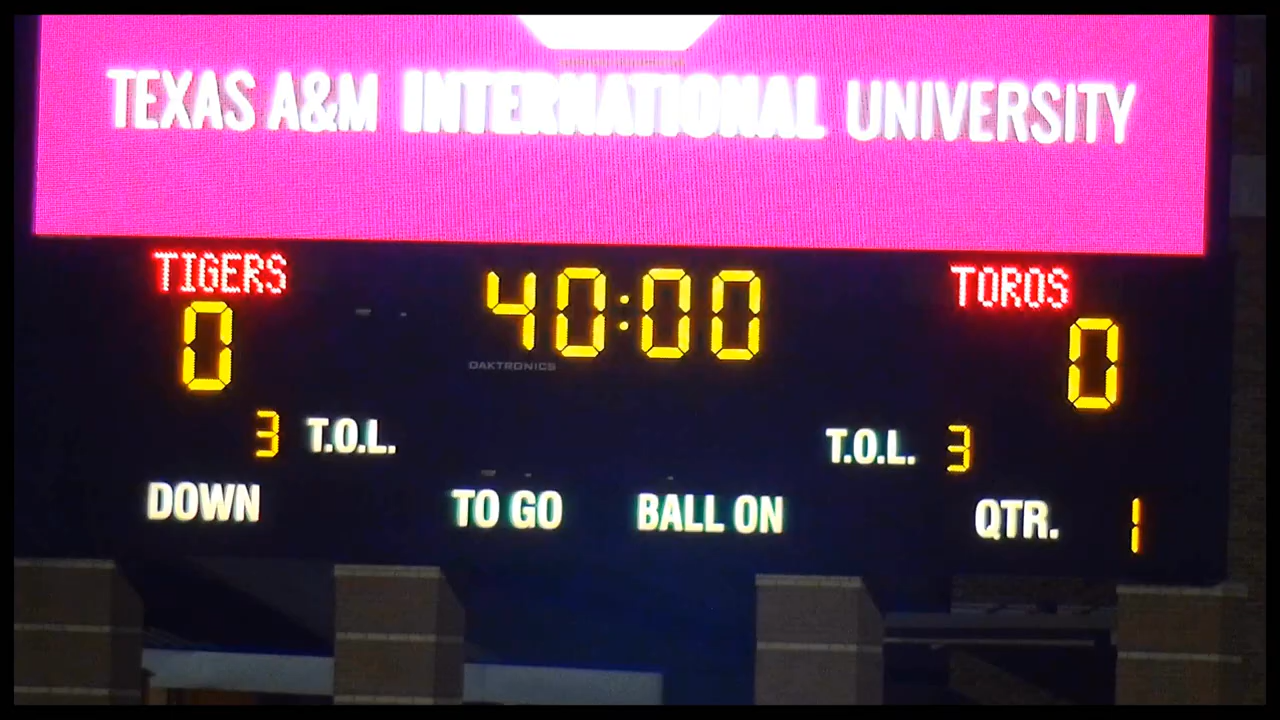 TEXAS A&M INTERNATIONAL UNIVERSITY
TIGERS 40:00 TOROS
0 0
DAKTRONICS
3 T.O.L. T.O.L. 3
DOWN TO GO BALL ON QTR. 1